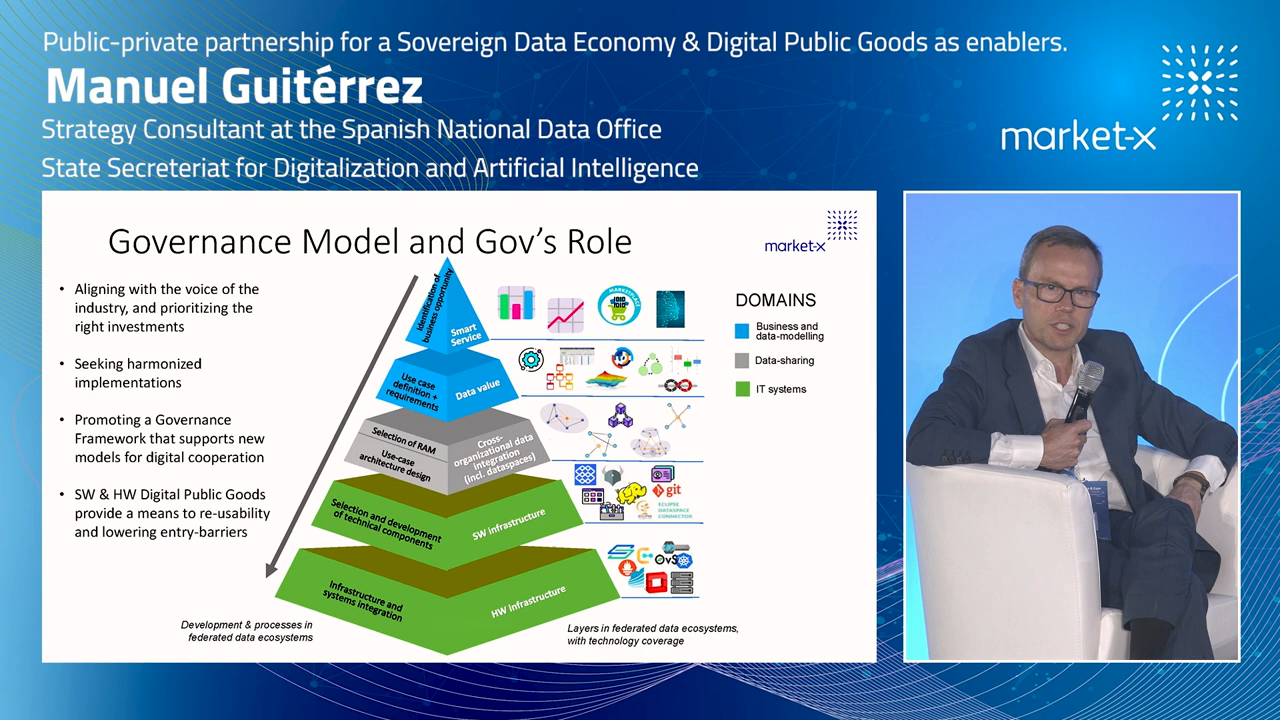 Public-private partnership for a Sovereign Data Economy & Digital Public Goods as enablers.
Manuel Guitérrez
Strategy Consultant at the Spanish National Data Office
State Secreteriat for Digitalization and Artificial Intelligence
market-x
Governance Model and Gov's Role
market-x
• Aligning with the voice of the
industry, and prioritizing the
right investments
• Seeking harmonized
implementations
• Promoting a Governance
Framework that supports new
models for digital cooperation
• SW & HW Digital Public Goods
provide a means to re-usability
and lowering entry-barriers
Identification of
business opportunity
Smart
Service
Use case
definition +
requirements
Data value
Selection of RAM
Use-case
architecture design
Cross-
organizational data
integration
(incl. dataspaces)
Selection and development
of technical components
SW infrastructure
Infrastructure and
systems integration
HW infrastructure
MARKETPLACE
git
ECLIPSE
DATASPACE
CONNECTOR
OvS
DOMAINS
Business and
data-modelling
Data-sharing
IT systems
Development & processes in
federated data ecosystems
Layers in federated data ecosystems,
with technology coverage